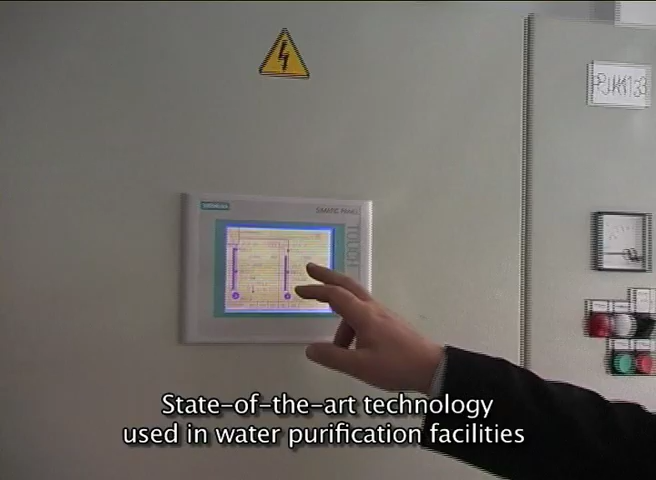 SIEMENS
SIMATIC PANEL
State-of-the-art technology
used in water purification facilities